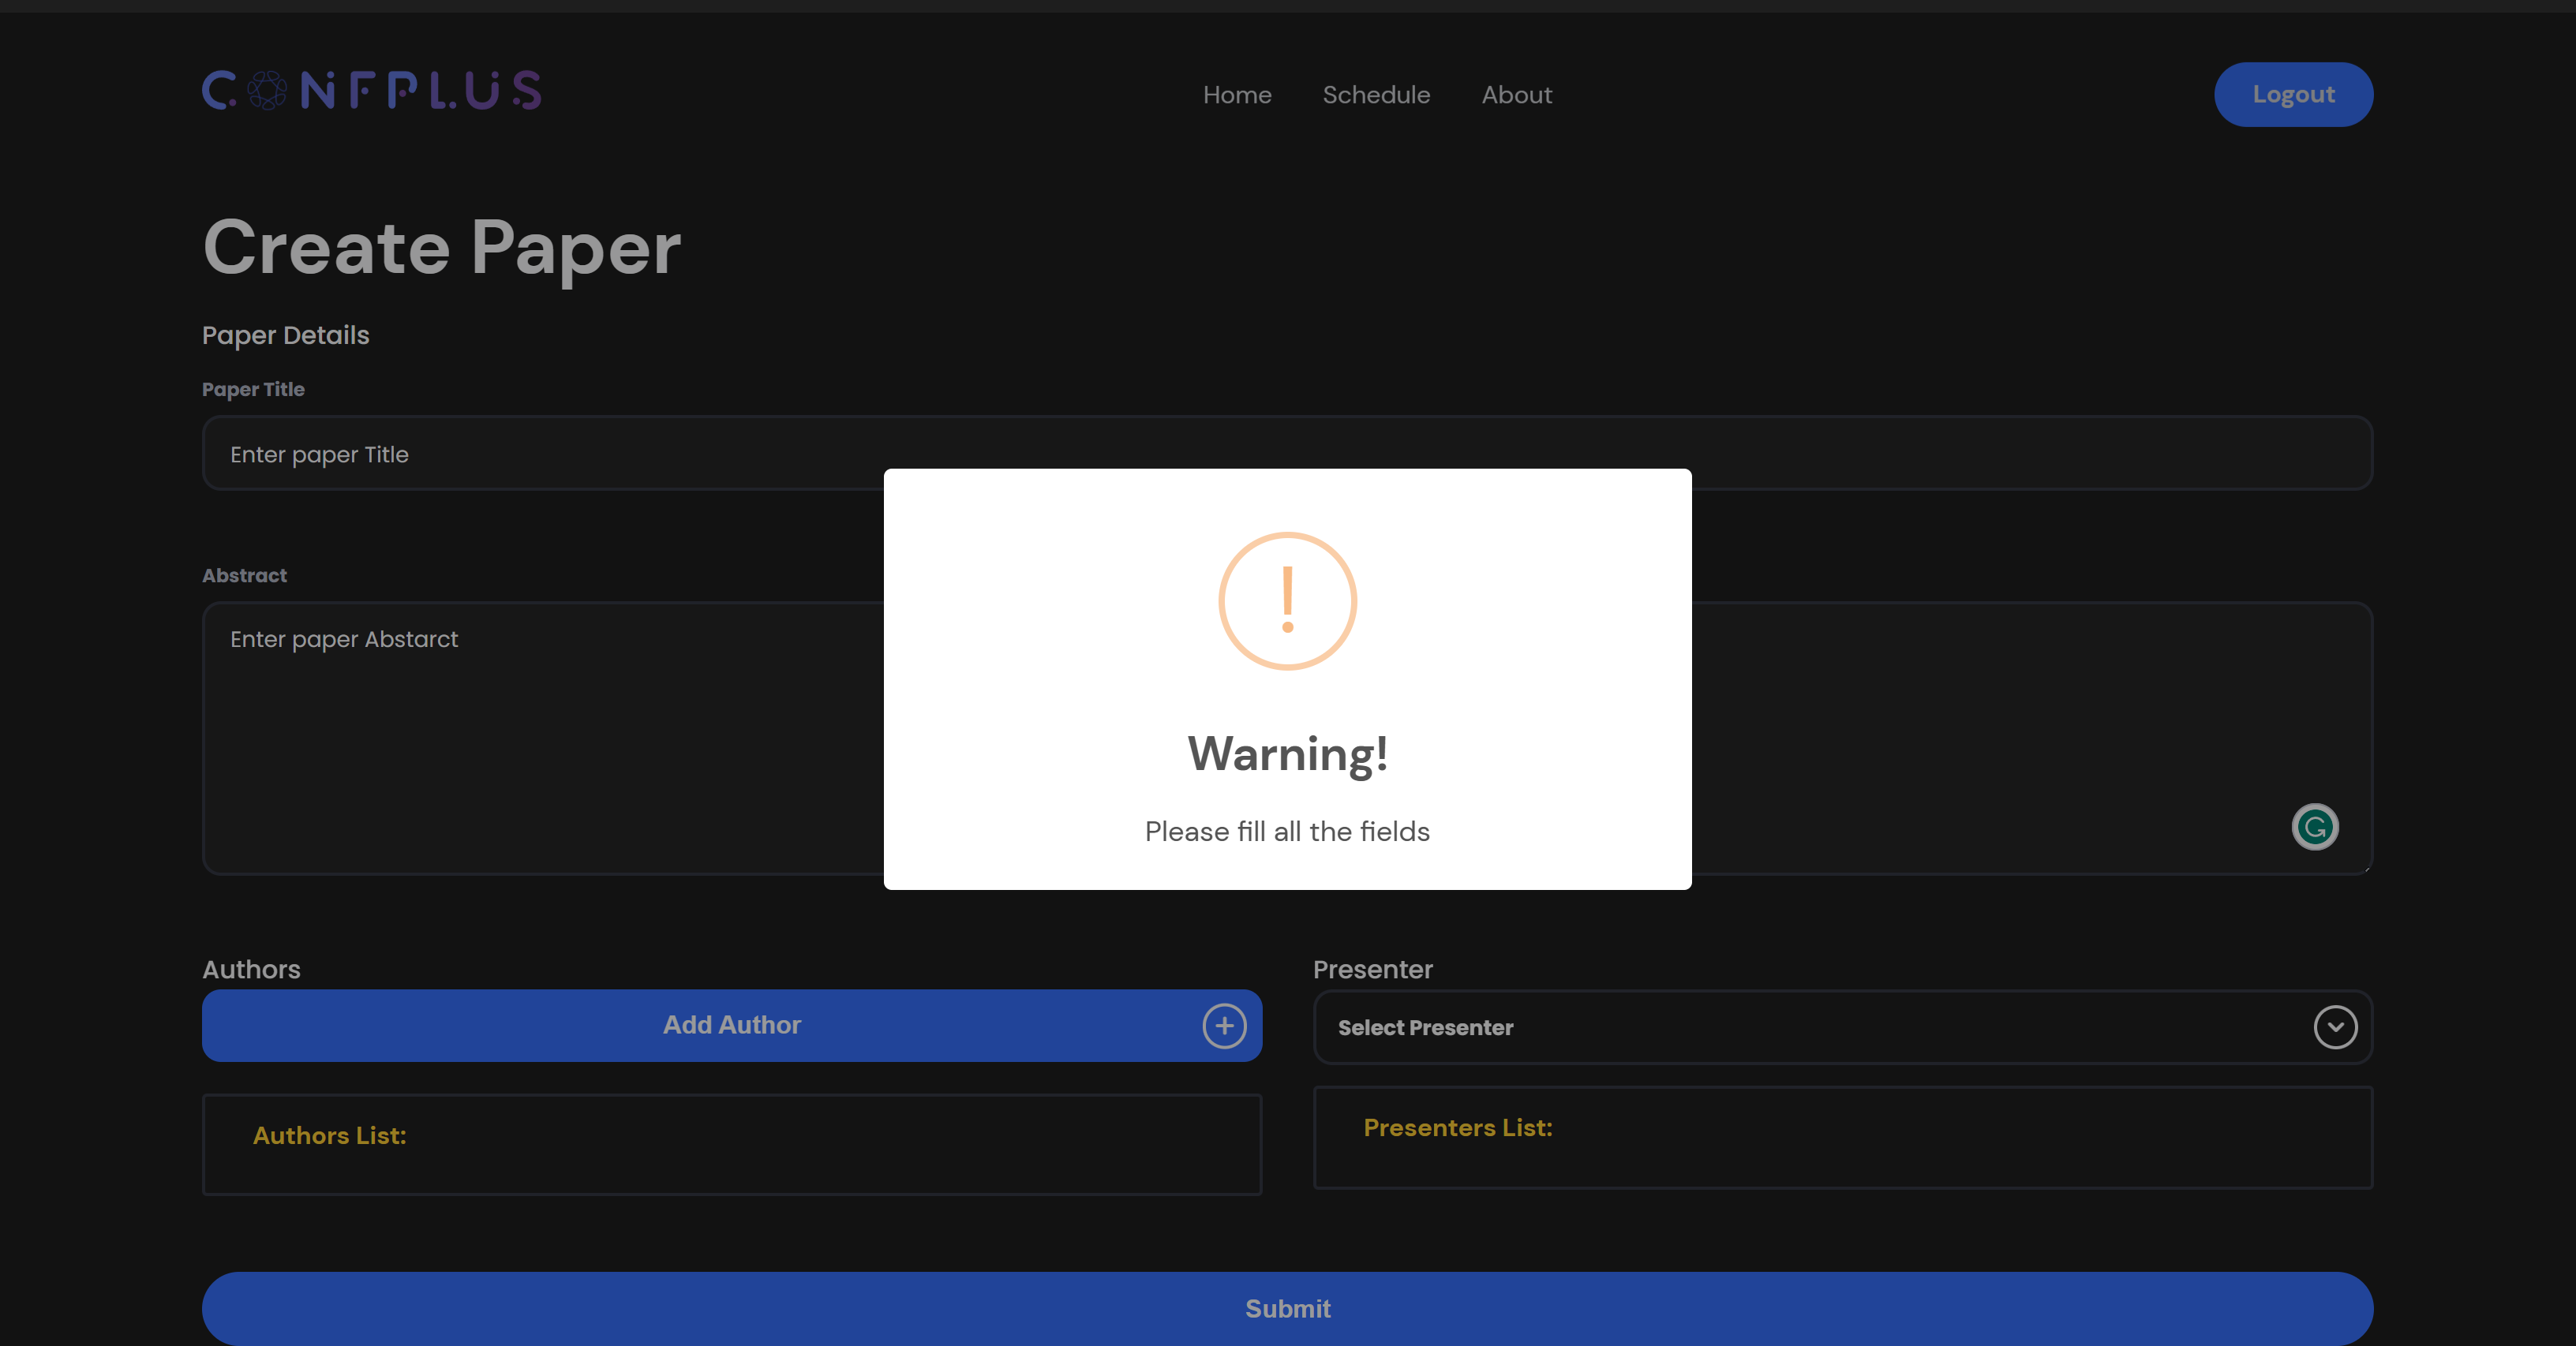 CONFPLUS
Home Schedule About
Logout
Create Paper
Paper Details
Paper Title
Enter paper Title
!
Warning!
Please fill all the fields
Abstract
Enter paper Abstarct
Authors
Add Author
Authors List:
Presenter
Select Presenter
Presenters List:
Submit